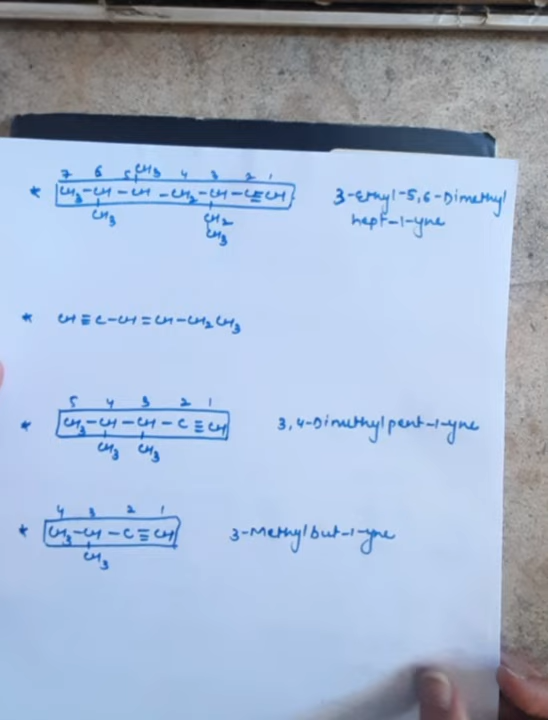 7 6 5 CH3 4 3 2 1
* CH3-CH-CH-CH2-CH-C≡CH 3-Ethyl-5,6-Dimethyl
CH3 CH2 hept-1-yne
CH3
* CH≡C-CH=CH-CH2CH3
5 4 3 2 1
* CH3-CH-CH-C≡CH 3,4-Dimethylpent-1-yne
CH3 CH3
4 3 2 1
* CH3-CH-C≡CH 3-Methylbut-1-yne
CH3